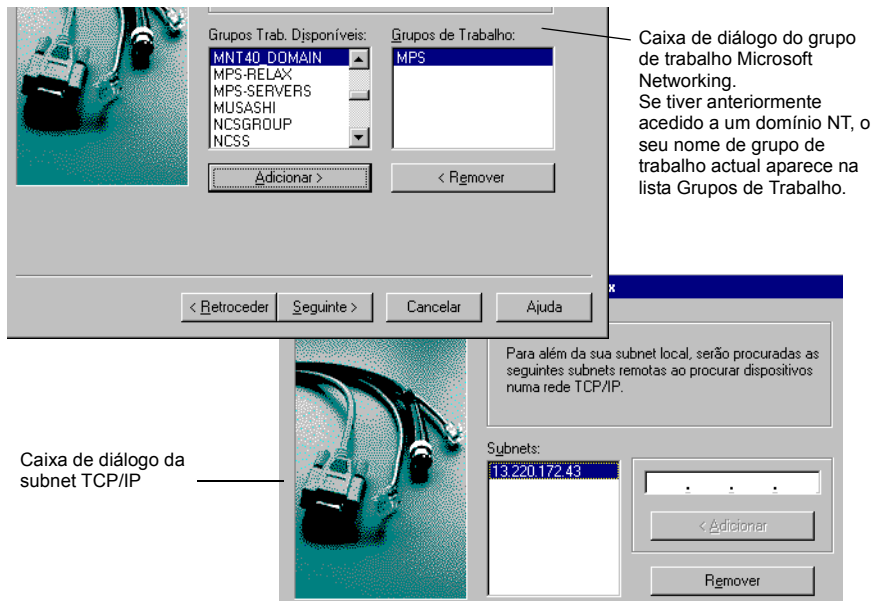 Grupos Trab. Disponíveis:
Grupos de Trabalho:
MNT40_DOMAIN
MPS-RELAX
MPS-SERVERS
MUSASHI
NCSGROUP
NCSS
MPS
Adicionar >
< Remover
< Retroceder
Seguinte >
Cancelar
Ajuda
Caixa de diálogo do grupo
de trabalho Microsoft
Networking.
Se tiver anteriormente
acedido a um domínio NT, o
seu nome de grupo de
trabalho actual aparece na
lista Grupos de Trabalho.
x
Para além da sua subnet local, serão procuradas as
seguintes subnets remotas ao procurar dispositivos
numa rede TCP/IP.
Caixa de diálogo da
subnet TCP/IP
Subnets:
13.220.172.43
. . .
< Adicionar
Remover